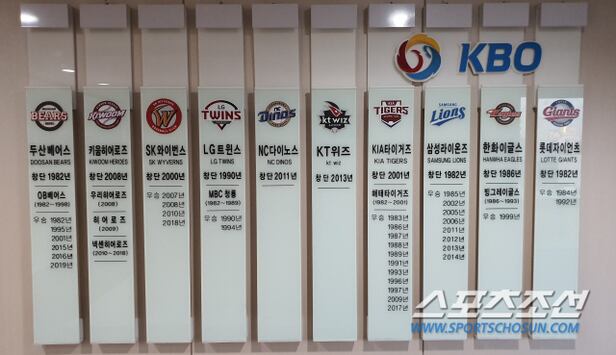 KBO
BEARS
두산베어스
DOOSAN BEARS
창단 1982년
OB베어스
(1982~1998)
우승 1982년
1995년
2001년
2015년
2016년
2019년
KIWOOM
키움히어로즈
KIWOOM HEROES
창단 2008년
우리히어로즈
(2008)
히어로즈
(2009)
넥센히어로즈
(2010~2018)
W
SK와이번스
SK WYVERNS
창단 2000년
우승 2007년
2008년
2010년
2018년
LG
TWINS
LG트윈스
LG TWINS
창단 1990년
MBC 청룡
(1982~1989)
우승 1990년
1994년
NC
DINOS
NC다이노스
NC DINOS
창단 2011년
kt wiz
KT위즈
kt wiz
창단 2013년
KIA
TIGERS
KIA타이거즈
KIA TIGERS
창단 2001년
해태타이거즈
(1982~2001)
우승 1983년
1986년
1987년
1988년
1989년
1991년
1993년
1996년
1997년
2009년
2017년
SAMSUNG
Lions
삼성라이온즈
SAMSUNG LIONS
창단 1982년
우승 1985년
2002년
2005년
2006년
2011년
2012년
2013년
2014년
Eagles
한화이글스
HANWHA EAGLES
창단 1986년
빙그레이글스
(1986~1993)
우승 1999년
Giants
롯데자이언츠
LOTTE GIANTS
창단 1982년
우승 1984년
1992년
스포츠조선
WWW.SPORTSCHOSUN.COM